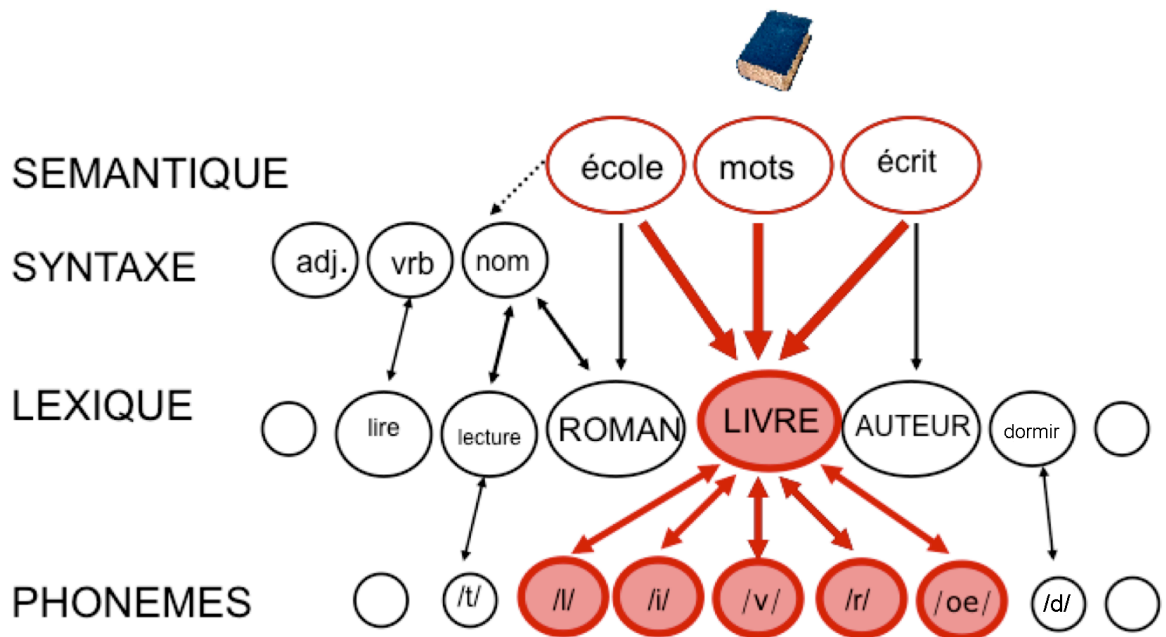 SEMANTIQUE
école mots écrit
SYNTAXE
adj. vrb nom
LEXIQUE
lire lecture ROMAN LIVRE AUTEUR dormir
PHONEMES
/t/ /l/ /i/ /v/ /r/ /oe/ /d/